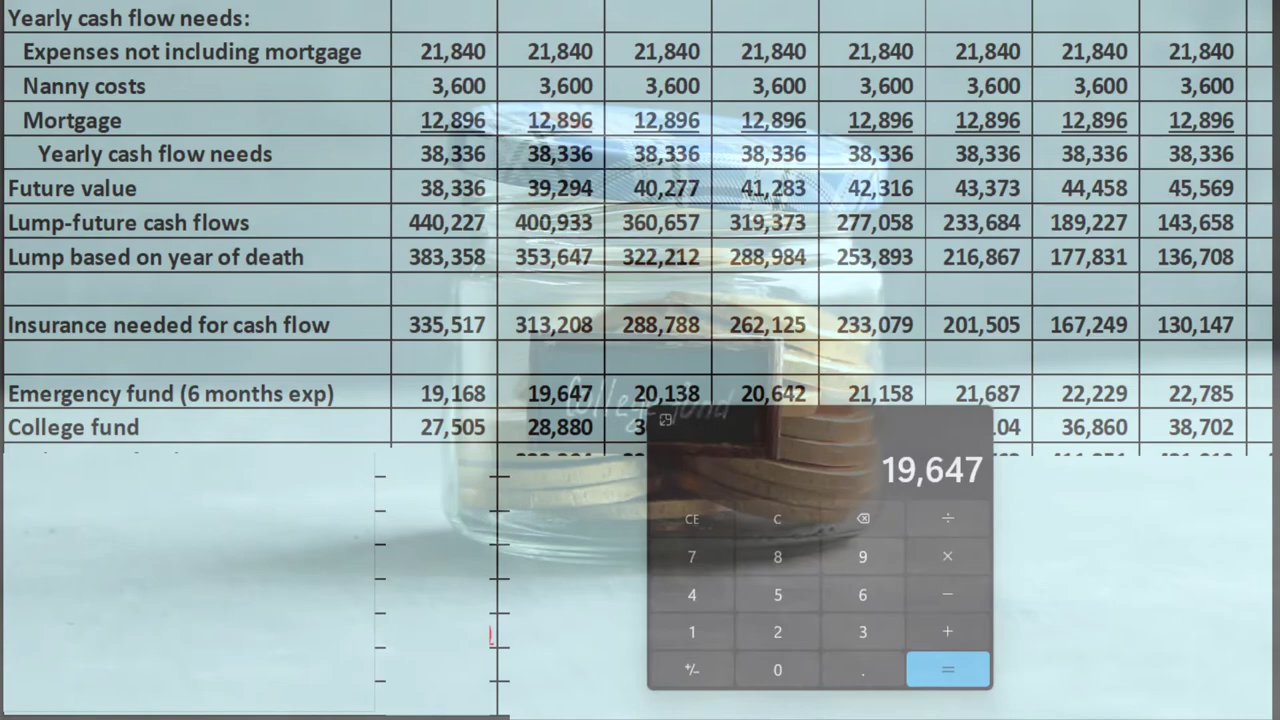 Yearly cash flow needs:
Expenses not including mortgage 21,840 21,840 21,840 21,840 21,840 21,840 21,840 21,840
Nanny costs 3,600 3,600 3,600 3,600 3,600 3,600 3,600 3,600
Mortgage 12,896 12,896 12,896 12,896 12,896 12,896 12,896 12,896
Yearly cash flow needs 38,336 38,336 38,336 38,336 38,336 38,336 38,336 38,336
Future value 38,336 39,294 40,277 41,283 42,316 43,373 44,458 45,569
Lump-future cash flows 440,227 400,933 360,657 319,373 277,058 233,684 189,227 143,658
Lump based on year of death 383,358 353,647 322,212 288,984 253,893 216,867 177,831 136,708
Insurance needed for cash flow 335,517 313,208 288,788 262,125 233,079 201,505 167,249 130,147
Emergency fund (6 months exp) 19,168 19,647 20,138 20,642 21,158 21,687 22,229 22,785
College fund
College fund 27,505 28,880 36,860 38,702
19,647
CE C ⌫ ÷
7 8 9 ×
4 5 6 −
1 2 3 +
+/− 0 . =